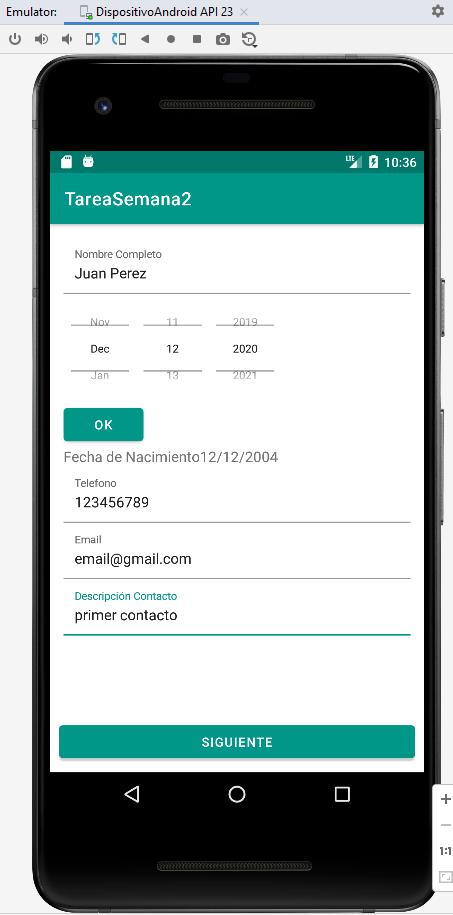 Emulator: DispositivoAndroid API 23
LTE 10:36
TareaSemana2
Nombre Completo
Juan Perez
Nov 11 2019
Dec 12 2020
Jan 13 2021
OK
Fecha de Nacimiento12/12/2004
Telefono
123456789
Email
email@gmail.com
Descripción Contacto
primer contacto
SIGUIENTE
1:1